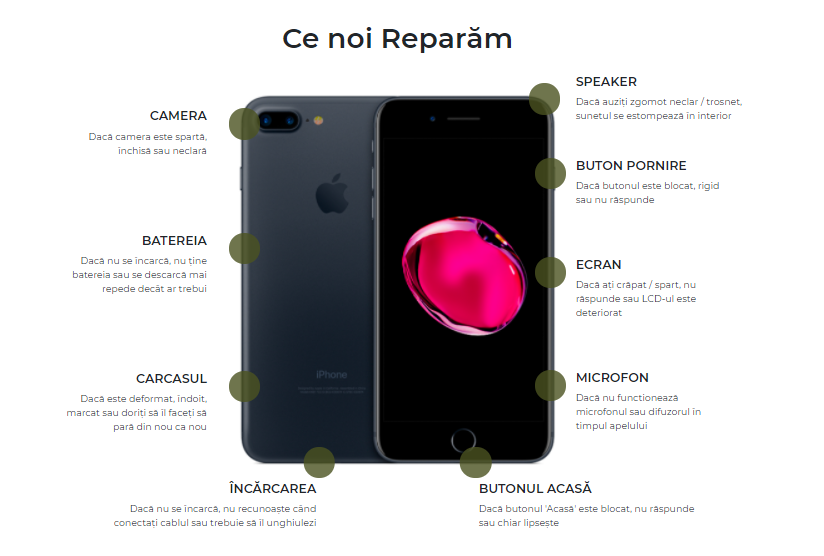 Ce noi Reparăm
SPEAKER
Dacă auziți zgomot neclar / trosnet,
sunetul se estompează în interior
CAMERA
Dacă camera este spartă,
închisă sau neclară
BUTON PORNIRE
Dacă butonul este blocat, rigid
sau nu răspunde
BATEREIA
Dacă nu se încarcă, nu ține
batereia sau se descarcă mai
repede decât ar trebui
ECRAN
Dacă ați crăpat / spart, nu
răspunde sau LCD-ul este
deteriorat
CARCASUL
Dacă este deformat, îndoit,
marcat sau doriți să îl faceți să
pară din nou ca nou
MICROFON
Dacă nu functionează
microfonul sau difuzorul în
timpul apelului
iPhone
ÎNCĂRCAREA
Dacă nu se încarcă, nu recunoaște când
conectați cablul sau trebuie să îl unghiulezi
BUTONUL ACASĂ
Dacă butonul 'Acasă' este blocat, nu răspunde
sau chiar lipsește